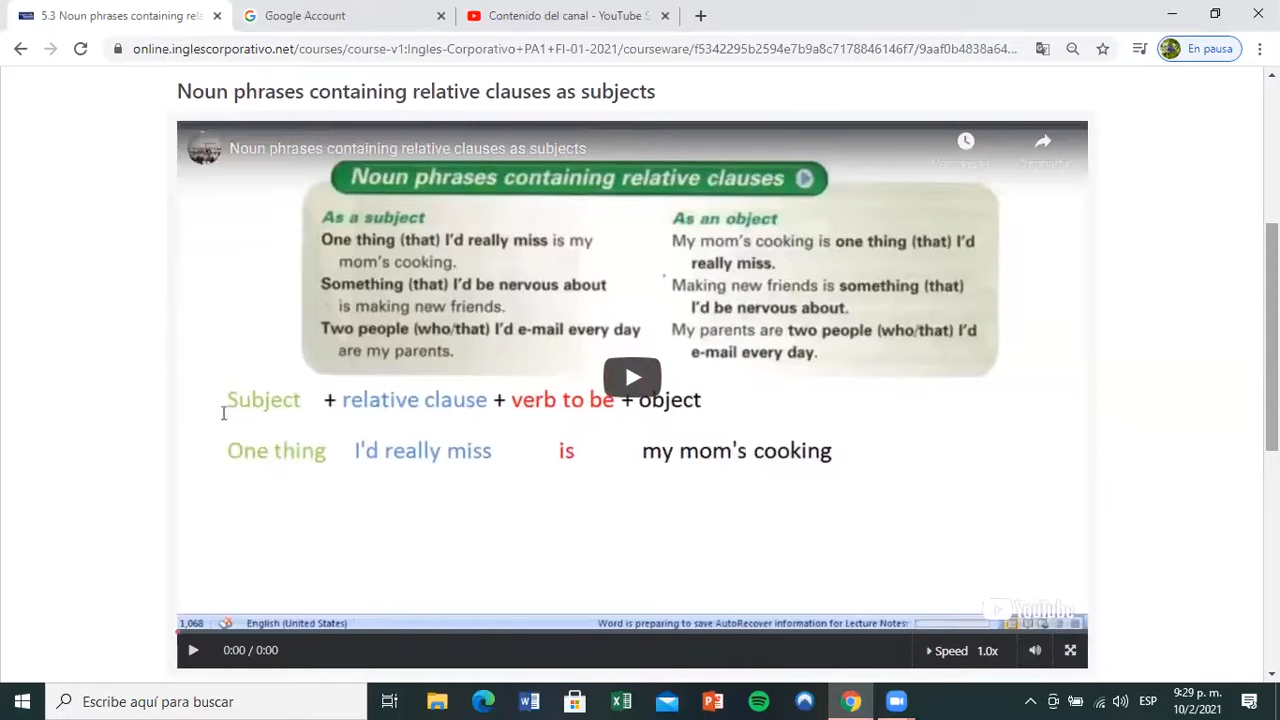 5.3 Noun phrases containing rela
Google Account
Contenido del canal - YouTube S
online.inglescorporativo.net/courses/course-v1:Ingles-Corporativo+PA1+FI-01-2021/courseware/f5342295b2594e7b9a8c7178846140f7/9aaf0b4838a64...
En pausa
Noun phrases containing relative clauses as subjects
Noun phrases containing relative clauses as subjects
Noun phrases containing relative clauses
As a subject
One thing (that) I'd really miss is my
mom's cooking.
Something (that) I'd be nervous about
is making new friends.
Two people (who/that) I'd e-mail every day
are my parents.
As an object
My mom's cooking is one thing (that) I'd
really miss.
Making new friends is something (that)
I'd be nervous about.
My parents are two people (who/that) I'd
e-mail every day.
Subject + relative clause + verb to be + object
One thing I'd really miss is my mom's cooking
YouTube
1,068 English (United States) Word is preparing to save AutoRecover information for Lecture Notes:
0:00 / 0:00 Speed 1.0x
Escribe aquí para buscar
ESP
9:29 p. m.
10/2/2021